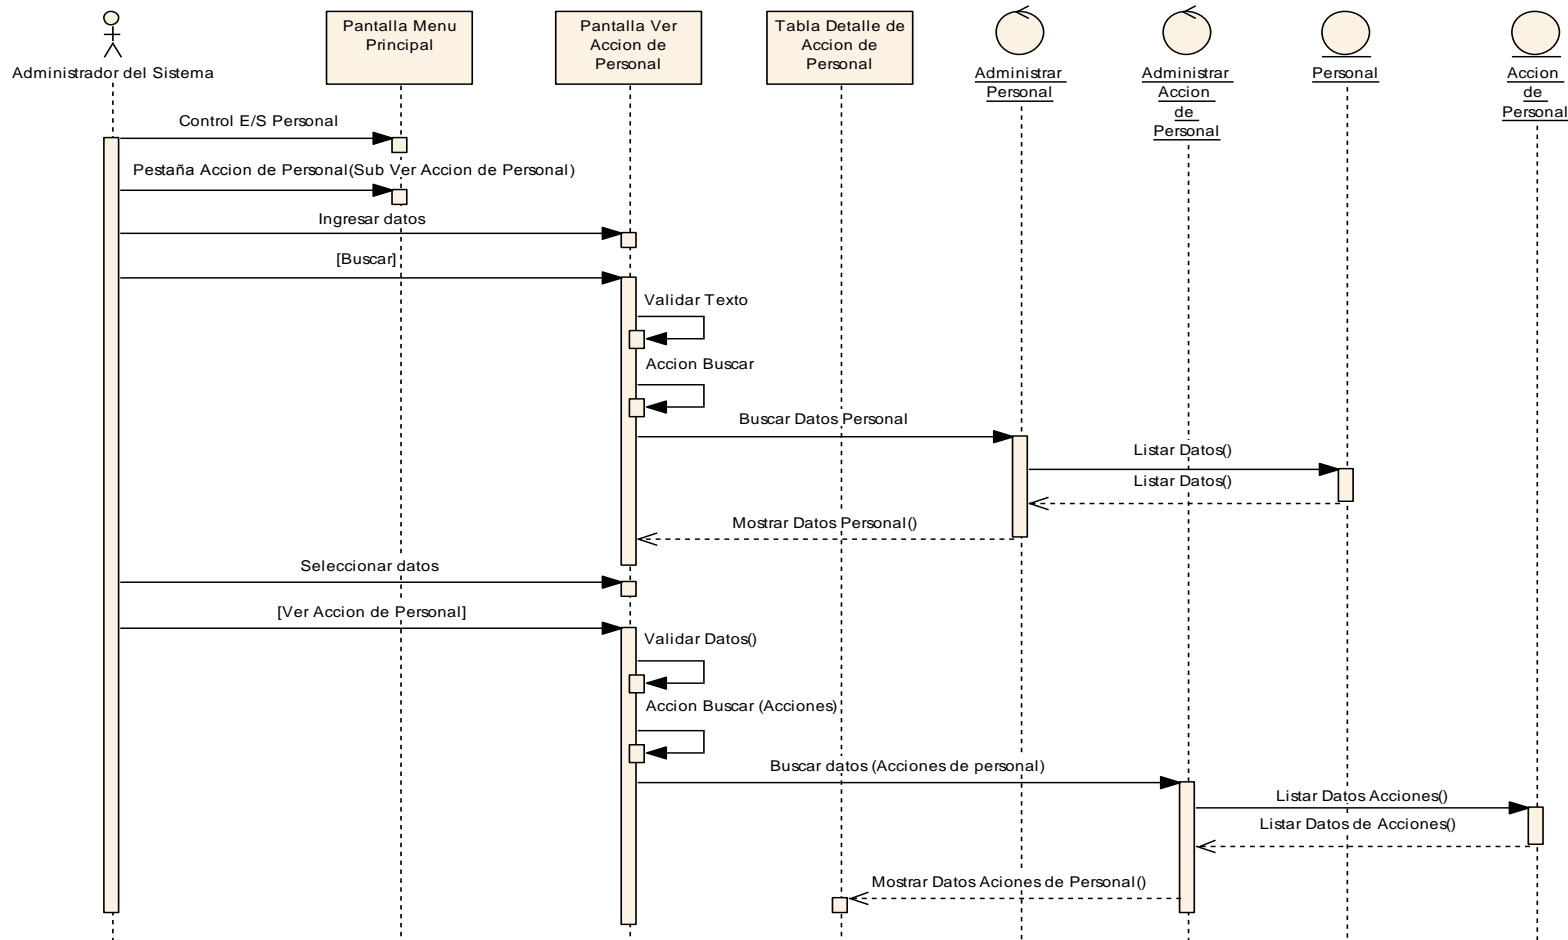 Administrador del Sistema
Pantalla Menu
Principal
Pantalla Ver
Accion de
Personal
Tabla Detalle de
Accion de
Personal
Administrar
Personal
Administrar
Accion
de
Personal
Personal
Accion
de
Personal
Control E/S Personal
Pestaña Accion de Personal(Sub Ver Accion de Personal)
Ingresar datos
[Buscar]
Validar Texto
Accion Buscar
Buscar Datos Personal
Listar Datos()
Listar Datos()
Mostrar Datos Personal()
Seleccionar datos
[Ver Accion de Personal]
Validar Datos()
Accion Buscar (Acciones)
Buscar datos (Acciones de personal)
Listar Datos Acciones()
Listar Datos de Acciones()
Mostrar Datos Aciones de Personal()